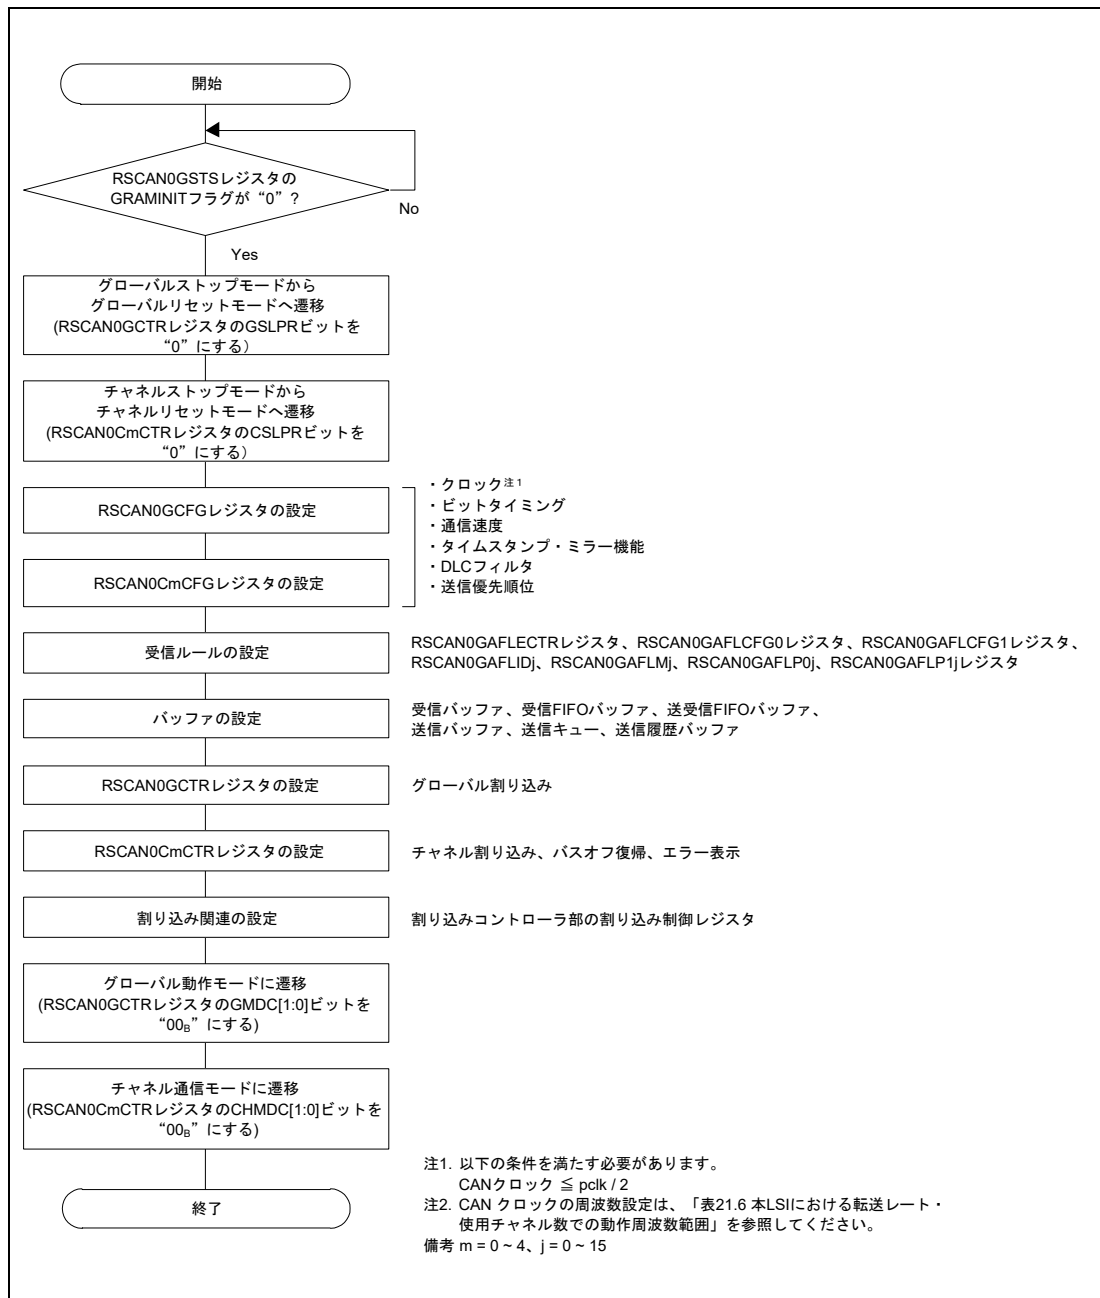 開始
RSCAN0GSTSレジスタの
GRAMINITフラグが“0”?
No
Yes
グローバルストップモードから
グローバルリセットモードへ遷移
(RSCAN0GCTRレジスタのGSLPRビットを
“0”にする)
チャネルストップモードから
チャネルリセットモードへ遷移
(RSCAN0CmCTRレジスタのCSLPRビットを
“0”にする)
RSCAN0GCFGレジスタの設定
RSCAN0CmCFGレジスタの設定
・クロック注1
・ビットタイミング
・通信速度
・タイムスタンプ・ミラー機能
・DLCフィルタ
・送信優先順位
受信ルールの設定
RSCAN0GAFLECTRレジスタ、RSCAN0GAFLCFG0レジスタ、RSCAN0GAFLCFG1レジスタ、
RSCAN0GAFLIDj、RSCAN0GAFLMj、RSCAN0GAFLP0j、RSCAN0GAFLP1jレジスタ
バッファの設定
受信バッファ、受信FIFOバッファ、送受信FIFOバッファ、
送信バッファ、送信キュー、送信履歴バッファ
RSCAN0GCTRレジスタの設定
グローバル割り込み
RSCAN0CmCTRレジスタの設定
チャネル割り込み、バスオフ復帰、エラー表示
割り込み関連の設定
割り込みコントローラ部の割り込み制御レジスタ
グローバル動作モードに遷移
(RSCAN0GCTRレジスタのGMDC[1:0]ビットを
“00B”にする)
チャネル通信モードに遷移
(RSCAN0CmCTRレジスタのCHMDC[1:0]ビットを
“00B”にする)
終了
注1. 以下の条件を満たす必要があります。
CANクロック ≦ pclk / 2
注2. CAN クロックの周波数設定は、「表21.6 本LSIにおける転送レート・
使用チャネル数での動作周波数範囲」を参照してください。
備考 m = 0 ~ 4、j = 0 ~ 15